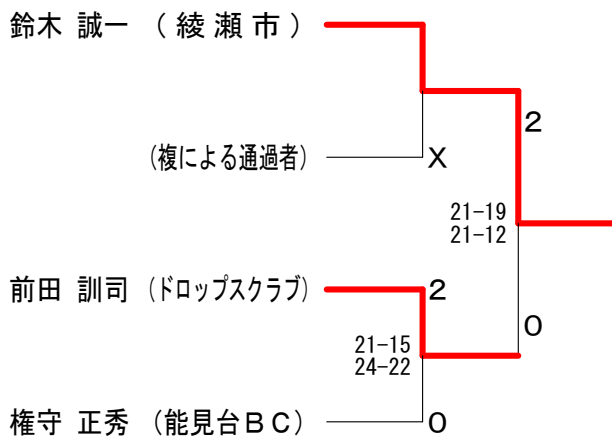 鈴木 誠一 (綾瀬市)
2
(複による通過者)
X
21-19
21-12
前田 訓司 (ドロップスクラブ)
2
0
21-15
24-22
権守 正秀 (能見台BC)
0